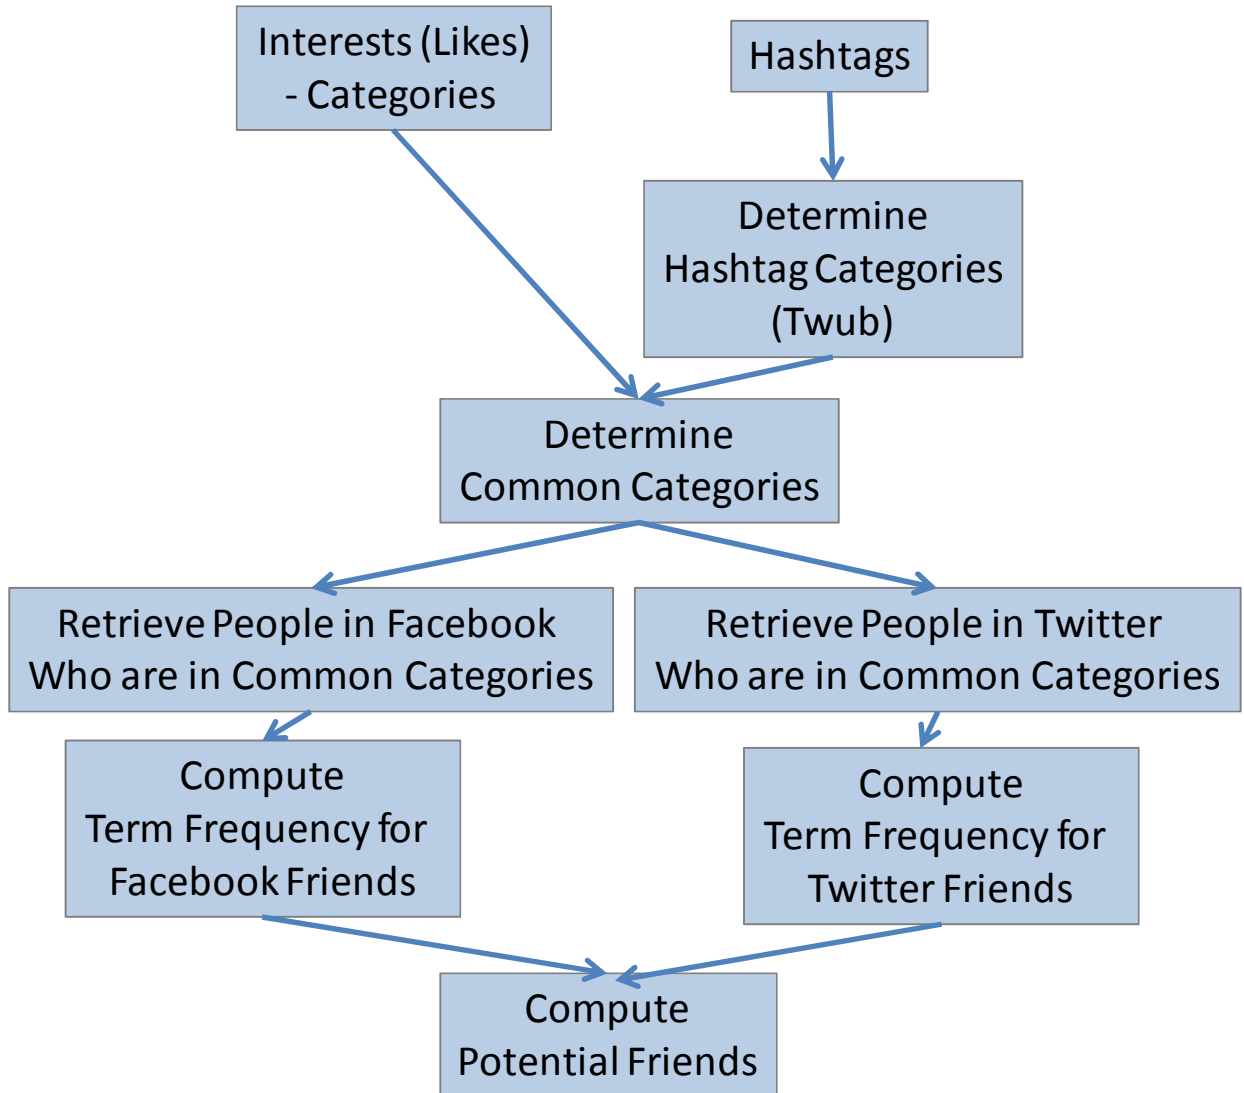 Interests (Likes)
- Categories
Hashtags
Determine
Hashtag Categories
(Twub)
Determine
Common Categories
Retrieve People in Facebook
Who are in Common Categories
Retrieve People in Twitter
Who are in Common Categories
Compute
Term Frequency for
Facebook Friends
Compute
Term Frequency for
Twitter Friends
Compute
Potential Friends